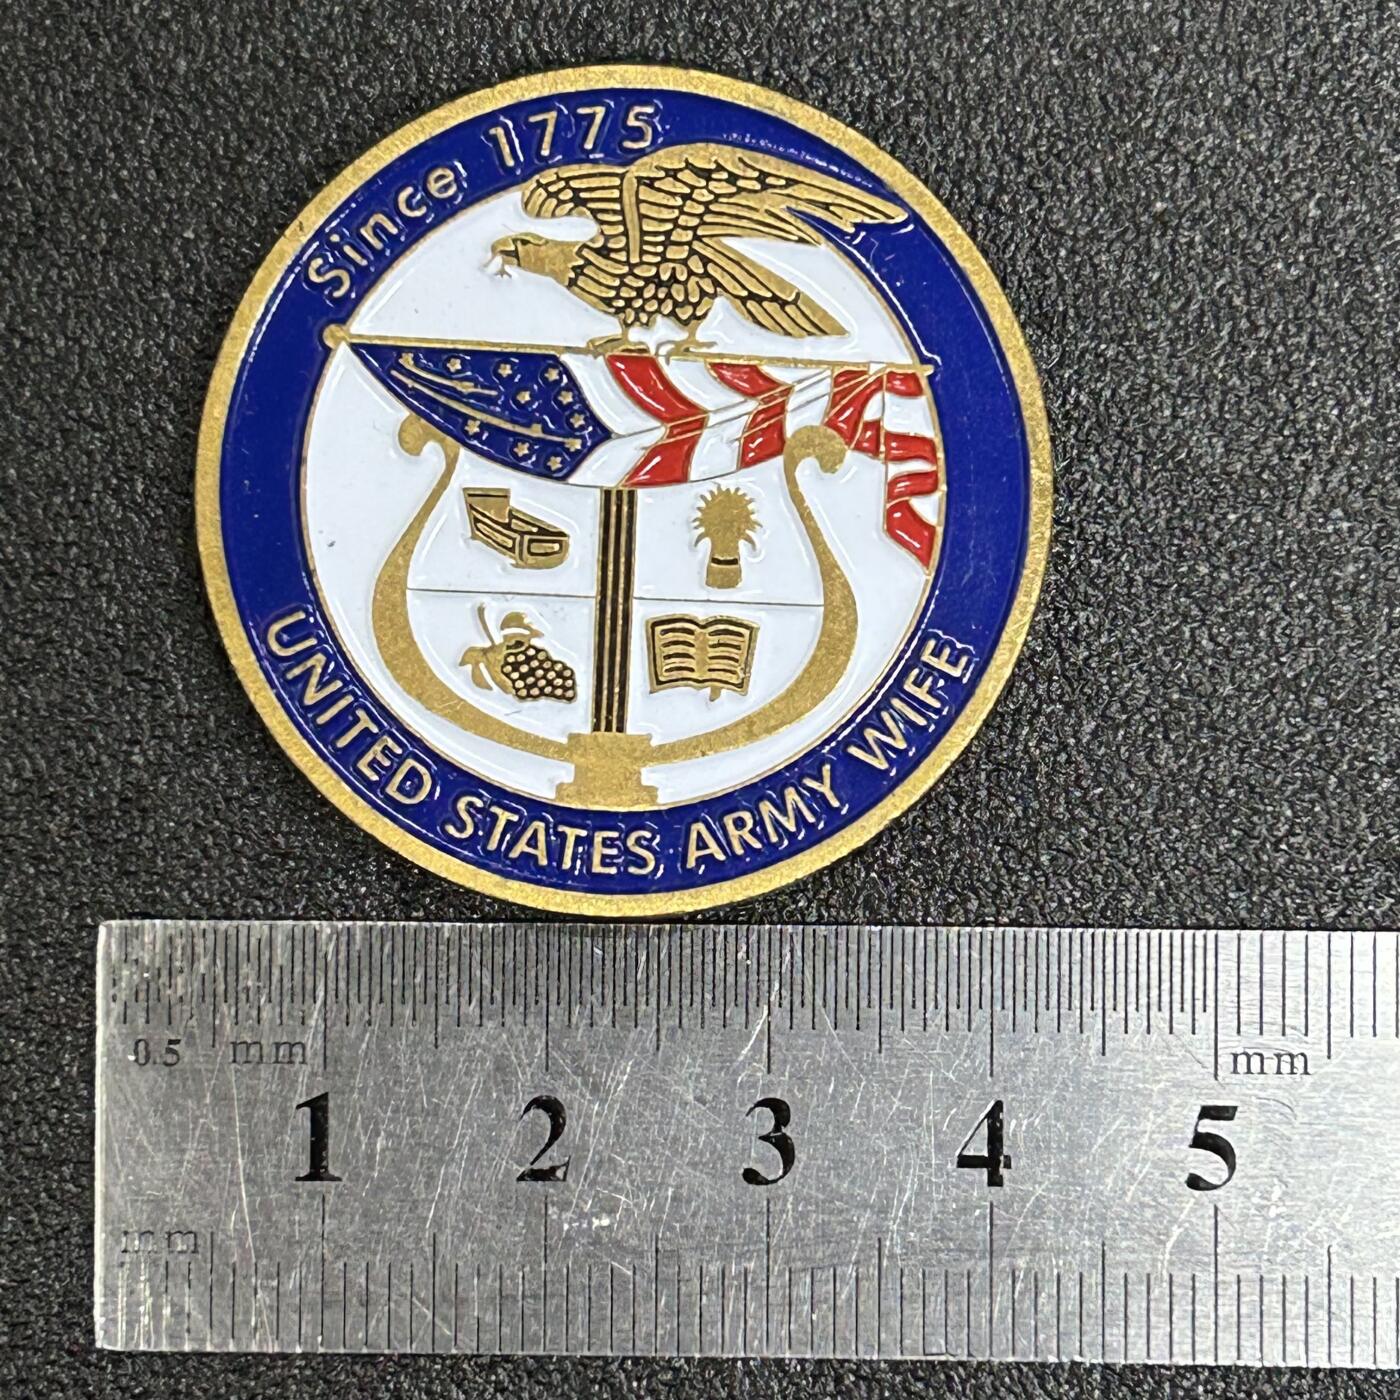 Since 1775
UNITED STATES ARMY WIFE
0.5 mm
mm
1 2 3 4 5
mm